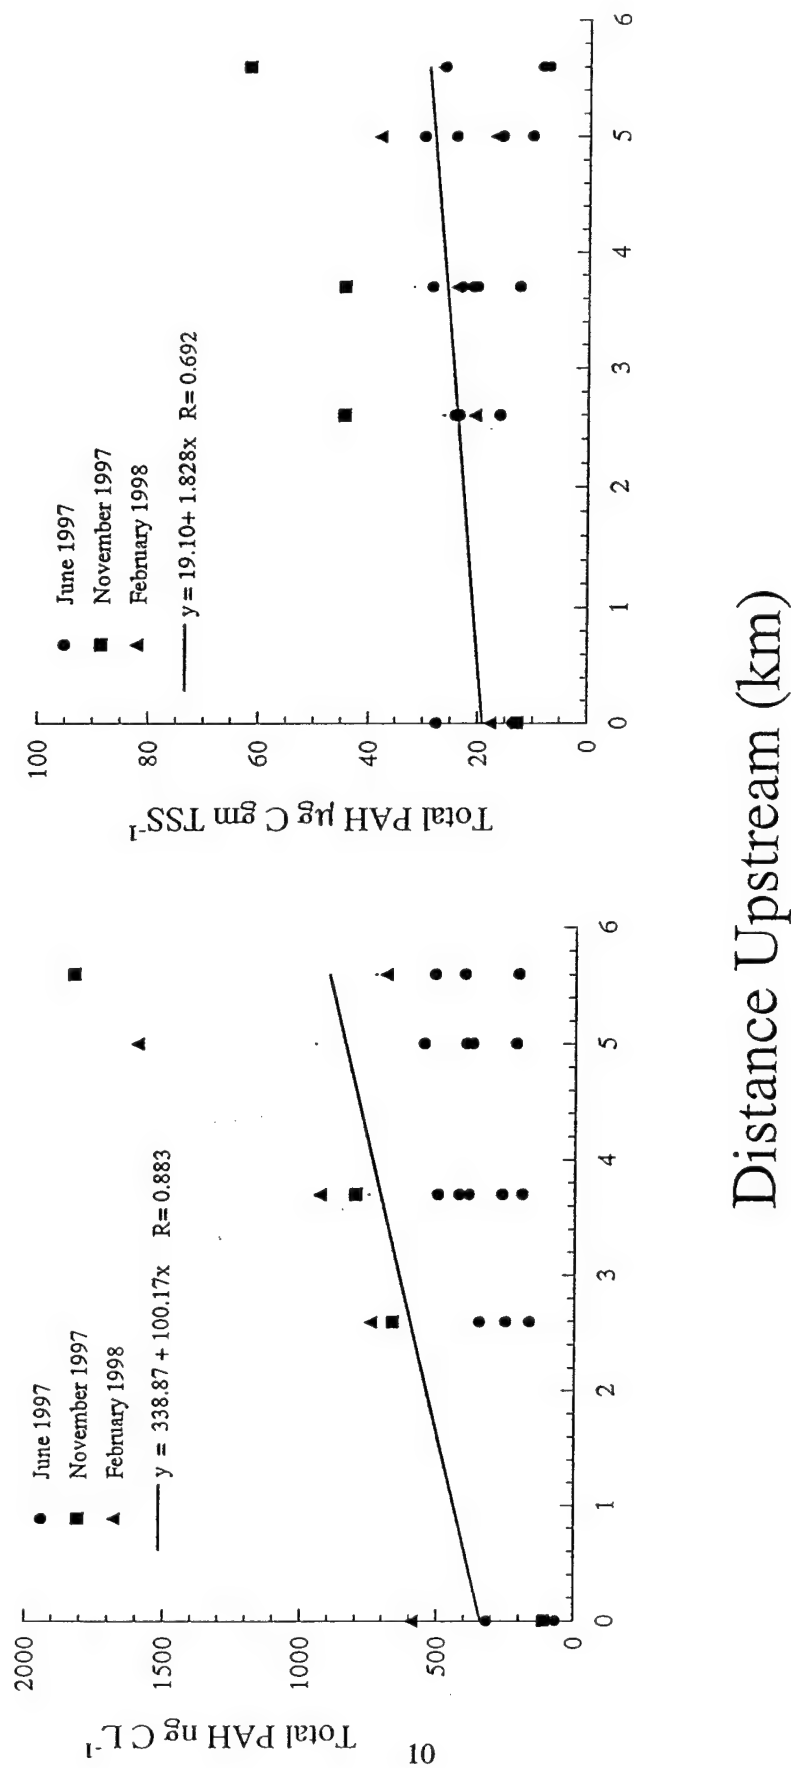 2000
1500
1000
500
0
0
1
2
3
4
5
6
Total PAH ng C L⁻¹
June 1997
November 1997
February 1998
y = 338.87 + 100.17x R= 0.883
100
80
60
40
20
0
0
1
2
3
4
5
6
Total PAH µg C gm TSS⁻¹
June 1997
November 1997
February 1998
y = 19.10+ 1.828x R= 0.692
Distance Upstream (km)
10